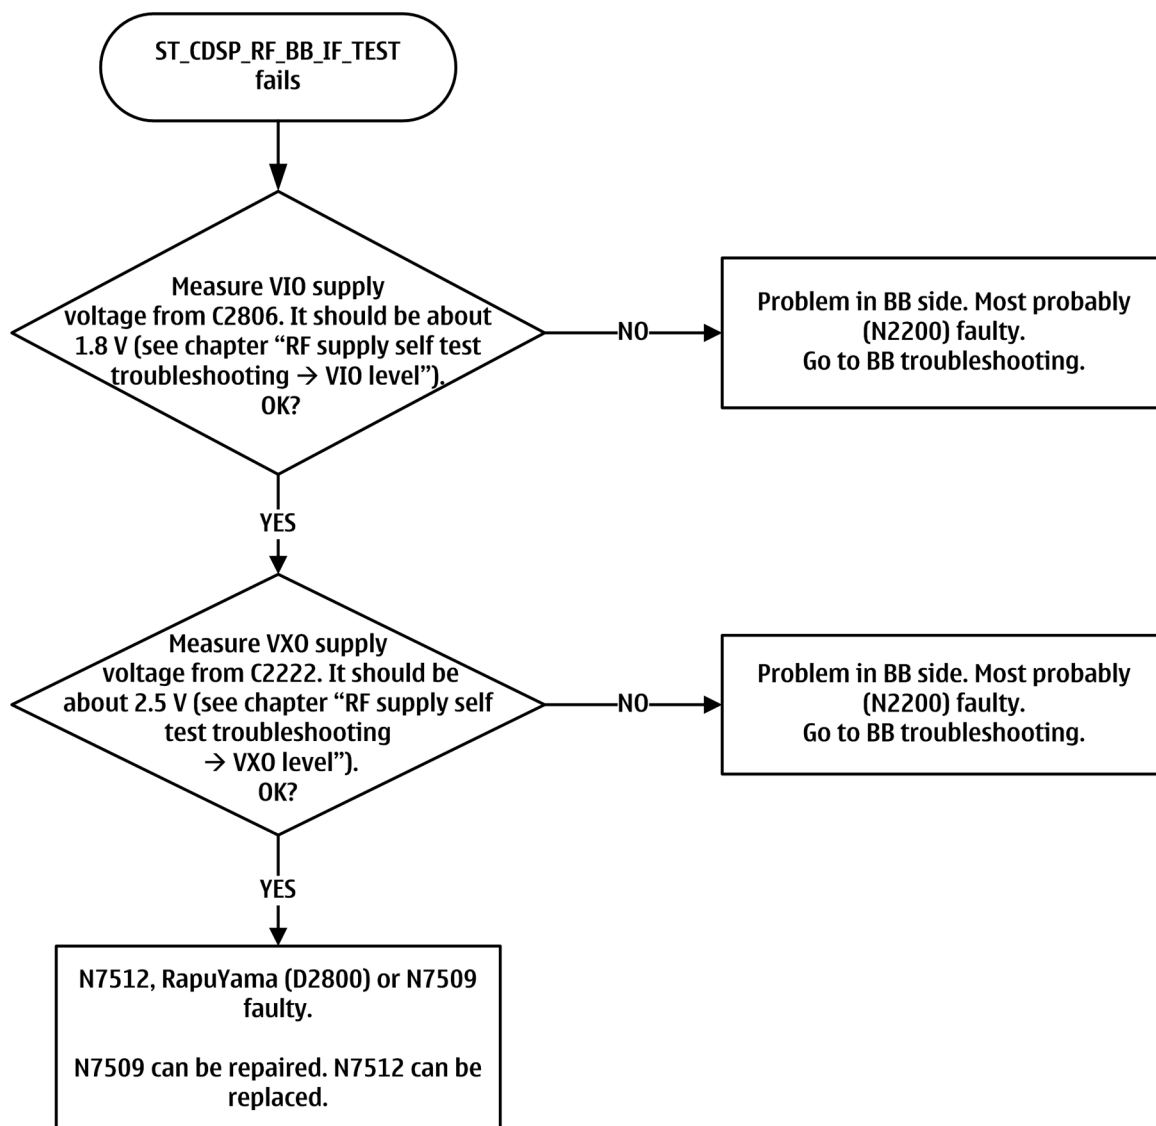 ST_CDSP_RF_BB_IF_TEST
fails
Measure VIO supply
voltage from C2806. It should be about
1.8 V (see chapter “RF supply self test
troubleshooting → VIO level”).
OK?
NO
Problem in BB side. Most probably
(N2200) faulty.
Go to BB troubleshooting.
YES
Measure VXO supply
voltage from C2222. It should be
about 2.5 V (see chapter “RF supply self
test troubleshooting
→ VXO level”).
OK?
NO
Problem in BB side. Most probably
(N2200) faulty.
Go to BB troubleshooting.
YES
N7512, RapuYama (D2800) or N7509
faulty.
N7509 can be repaired. N7512 can be
replaced.